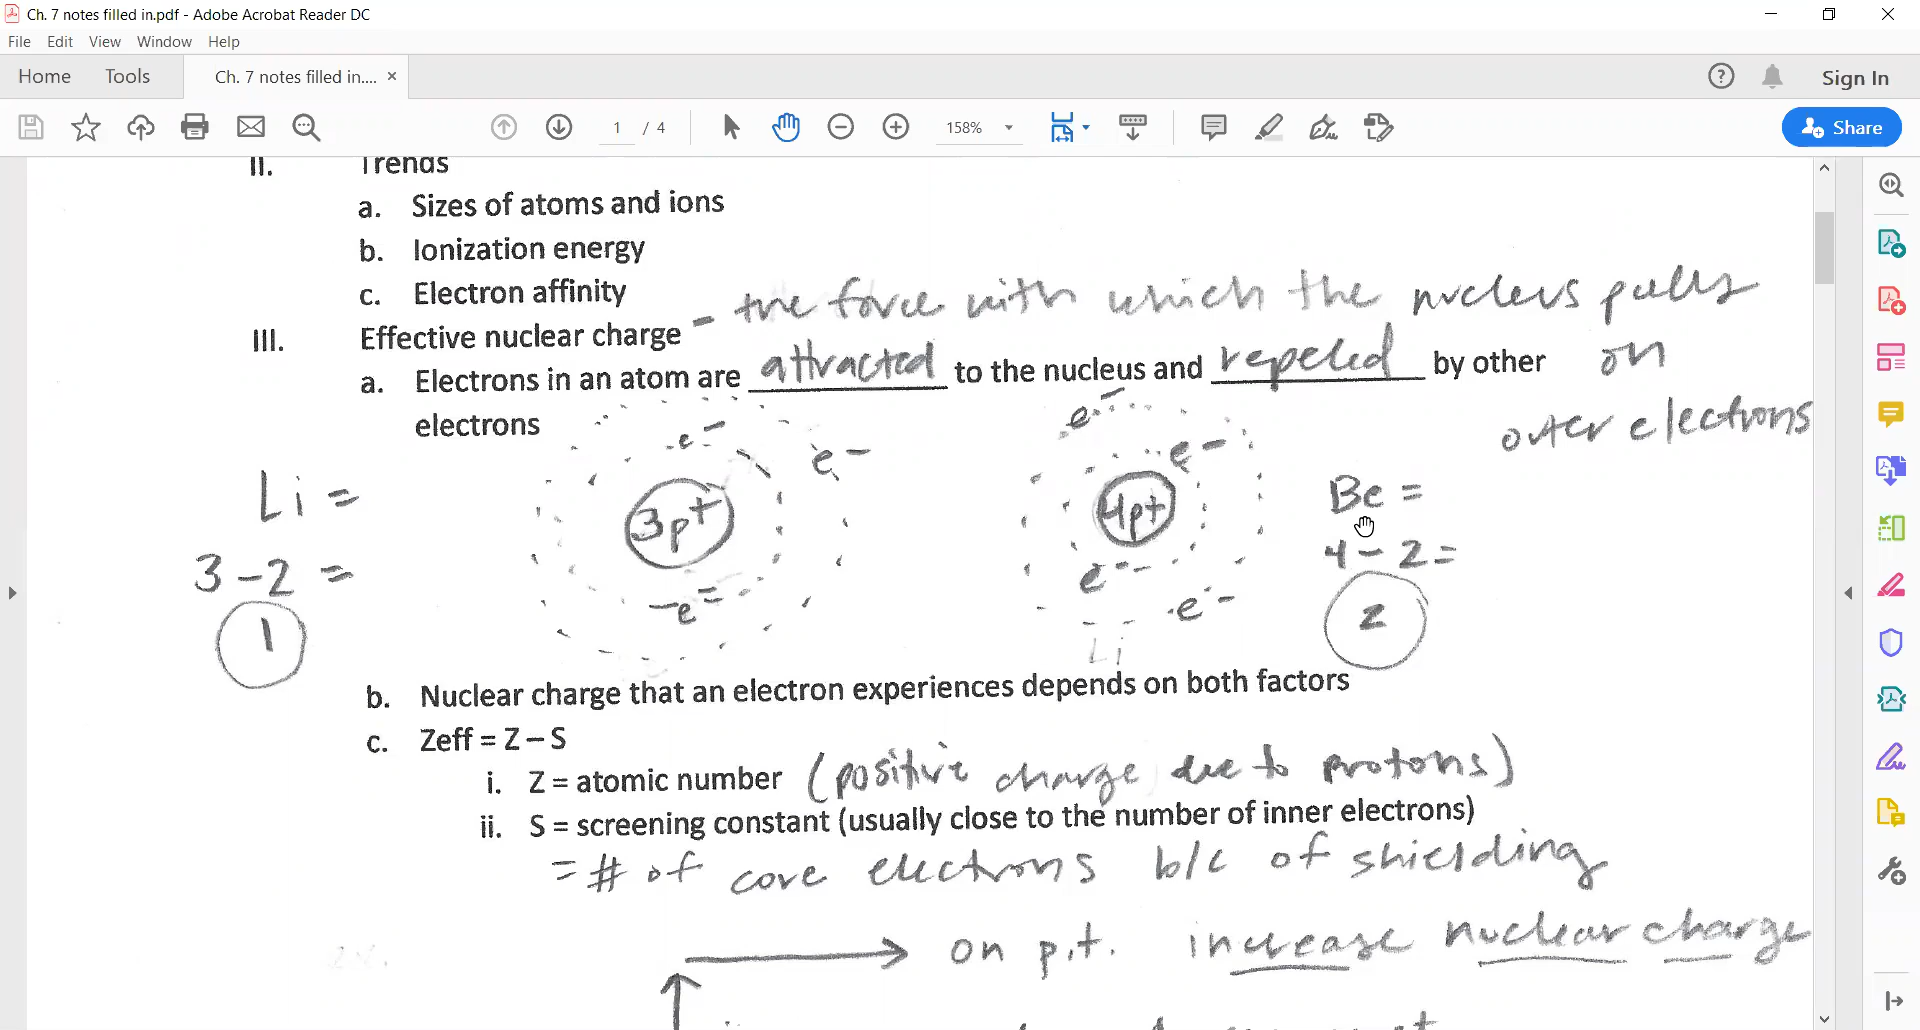 Ch. 7 notes filled in.pdf - Adobe Acrobat Reader DC
File Edit View Window Help
Home Tools Ch. 7 notes filled in.... × Sign In
1 / 4 158% Share
II. Trends
a. Sizes of atoms and ions
b. Ionization energy
c. Electron affinity
III. Effective nuclear charge - the force with which the nucleus pulls
on
outer electrons
a. Electrons in an atom are attracted to the nucleus and repeled by other
electrons
Li =
3 - 2 =
1
e-
e-
3p+
e-
e-
e-
4p+
e-
e-
Li
Be =
4 - 2 =
2
b. Nuclear charge that an electron experiences depends on both factors
c. Zeff = Z – S
i. Z = atomic number (positive charge due to protons)
ii. S = screening constant (usually close to the number of inner electrons)
= # of core electrons b/c of shielding
on p.t. increase nuclear charge